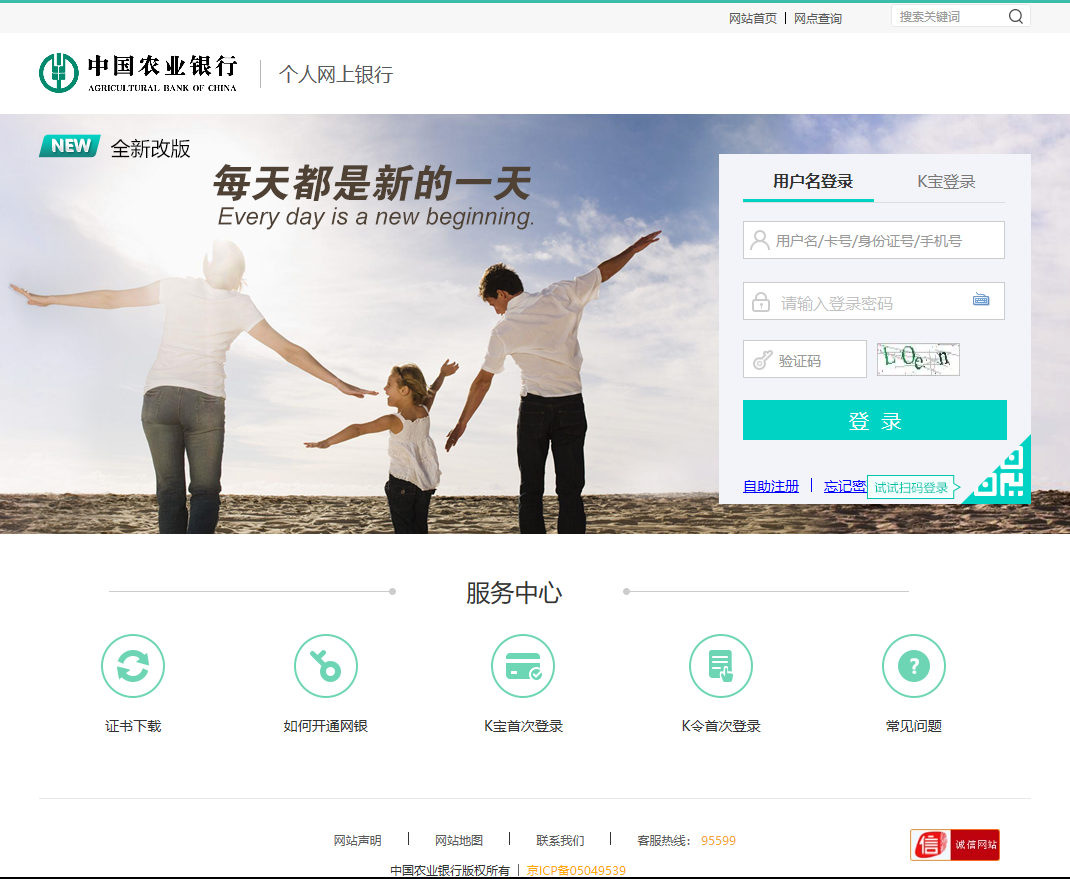 网站首页 网点查询 搜索关键词
中国农业银行
AGRICULTURAL BANK OF CHINA
个人网上银行
NEW 全新改版
每天都是新的一天
Every day is a new beginning.
用户名登录 K宝登录
用户名/卡号/身份证号/手机号
请输入登录密码
验证码
登 录
自助注册 忘记密
试试扫码登录
服务中心
证书下载 如何开通网银 K宝首次登录 K令首次登录 常见问题
网站声明 网站地图 联系我们 客服热线： 95599
信 诚信网站
中国农业银行版权所有 京ICP备05049539